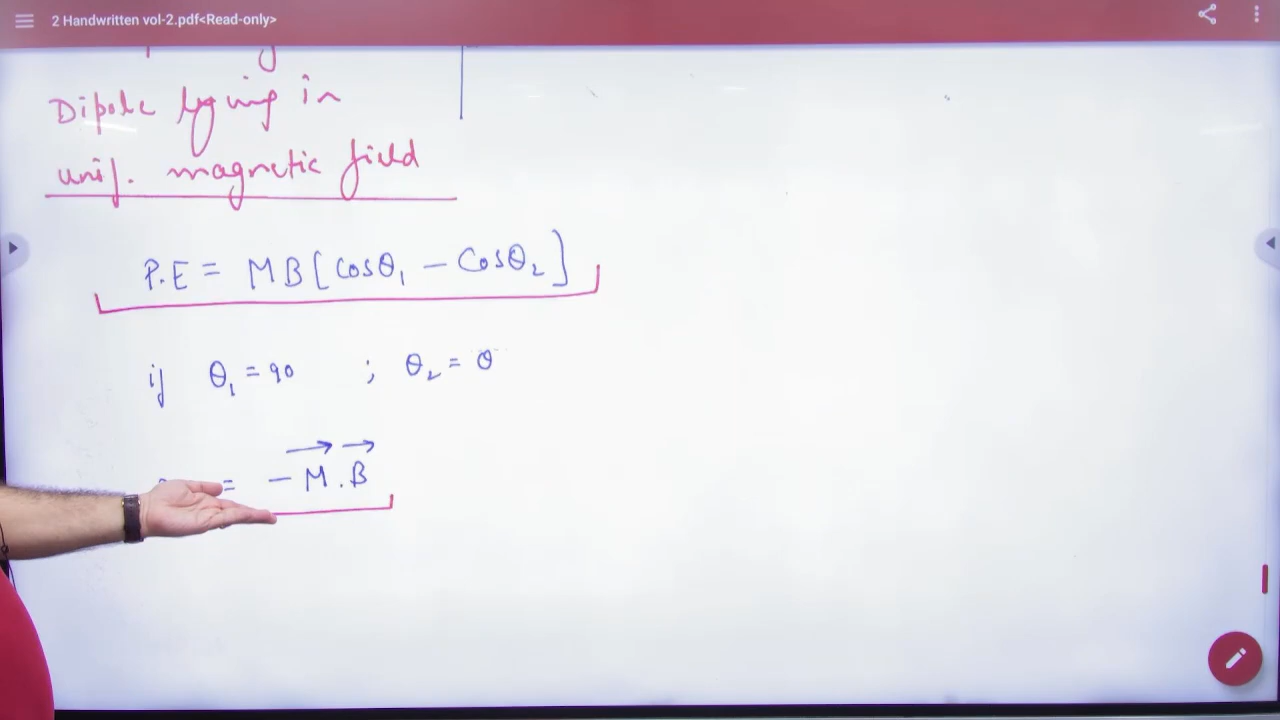 2 Handwritten vol-2.pdf<Read-only>
Dipole lying in
unif. magnetic field
P.E = MB[cosθ₁ – Cosθ₂]
if θ₁ = 90 ; θ₂ = θ
= – M⃗ . B⃗